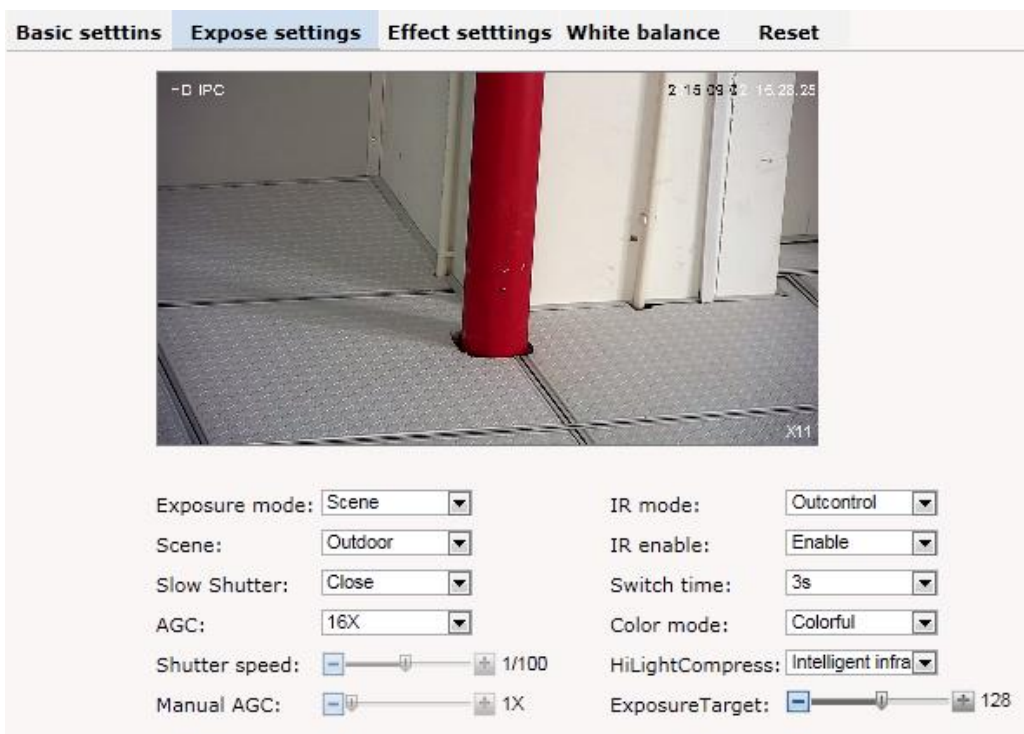 Basic setttins Expose settings Effect setttings White balance Reset
IPC
X11
Exposure mode: Scene IR mode: Outcontrol
Scene: Outdoor IR enable: Enable
Slow Shutter: Close Switch time: 3s
AGC: 16X Color mode: Colorful
Shutter speed: 1/100 HiLightCompress: Intelligent infra
Manual AGC: 1X ExposureTarget: 128